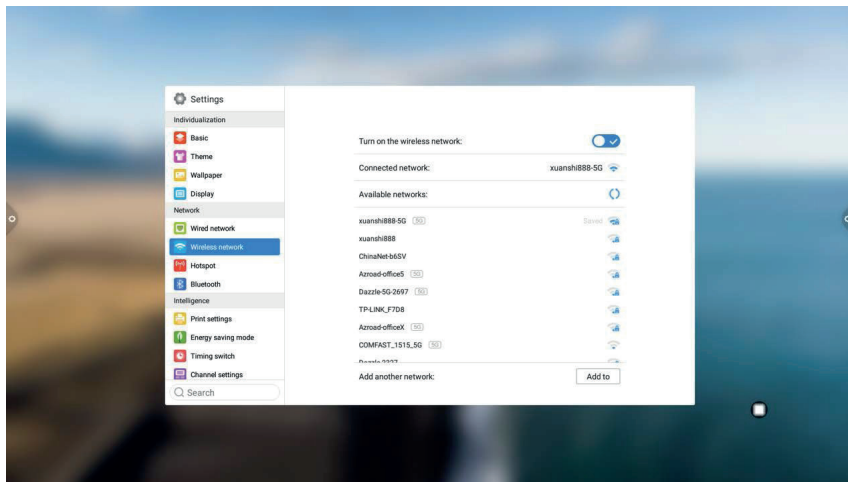 Settings
Individualization
Basic
Theme
Wallpaper
Display
Network
Wired network
Wireless network
Hotspot
Bluetooth
Intelligence
Print settings
Energy saving mode
Timing switch
Channel settings
Search
Turn on the wireless network:
Connected network: xuanshi888-5G
Available networks:
xuanshi888-5G 5G Saved
xuanshi888
ChinaNet-b6SV
Azroad-office5 5G
Dazzle-5G-2697 5G
TP-LINK_F7D8
Azroad-officeX 5G
COMFAST_1515_5G 5G
Dazzle-2327
Add another network: Add to